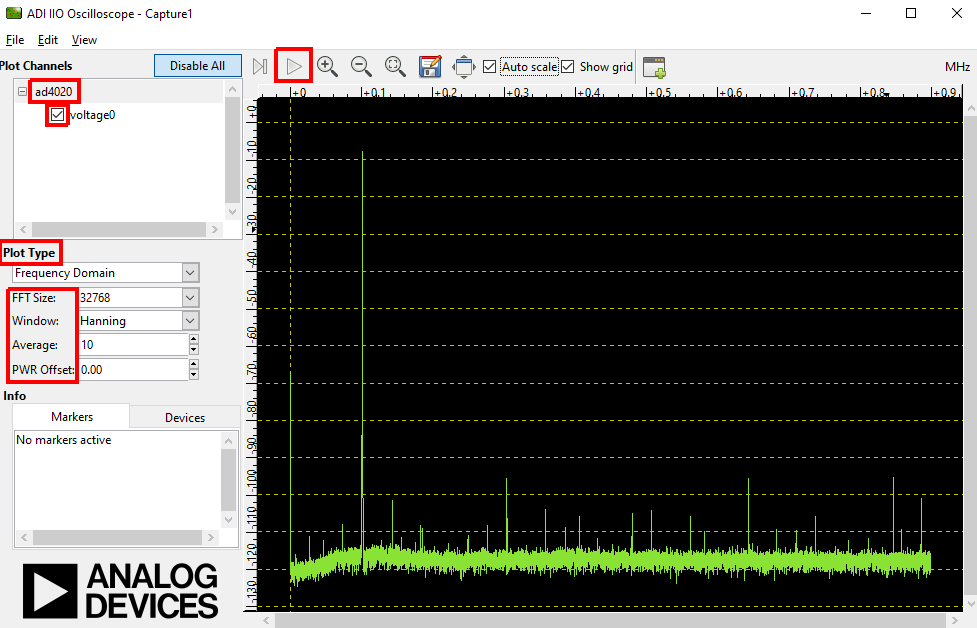 ADI IIO Oscilloscope - Capture1
File Edit View
Plot Channels
Disable All
Auto scale
Show grid
MHz
ad4020
voltage0
+0 +0.1 +0.2 +0.3 +0.4 +0.5 +0.6 +0.7 +0.8 +0.9
+0
-10
-20
-30
-40
-50
-60
-70
-80
-90
-100
-110
-120
-130
Plot Type
Frequency Domain
FFT Size: 32768
Window: Hanning
Average: 10
PWR Offset: 0.00
Info
Markers Devices
No markers active
ANALOG
DEVICES